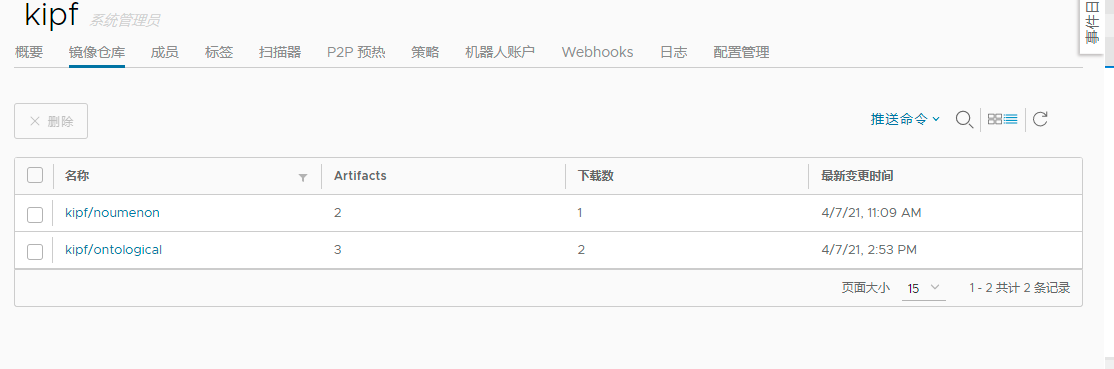 kipf 系统管理员
事件日
概要 镜像仓库 成员 标签 扫描器 P2P 预热 策略 机器人账户 Webhooks 日志 配置管理
× 删除
推送命令
名称 Artifacts 下载数 最新变更时间
kipf/noumenon 2 1 4/7/21, 11:09 AM
kipf/ontological 3 2 4/7/21, 2:53 PM
页面大小 15 1 - 2 共计 2 条记录